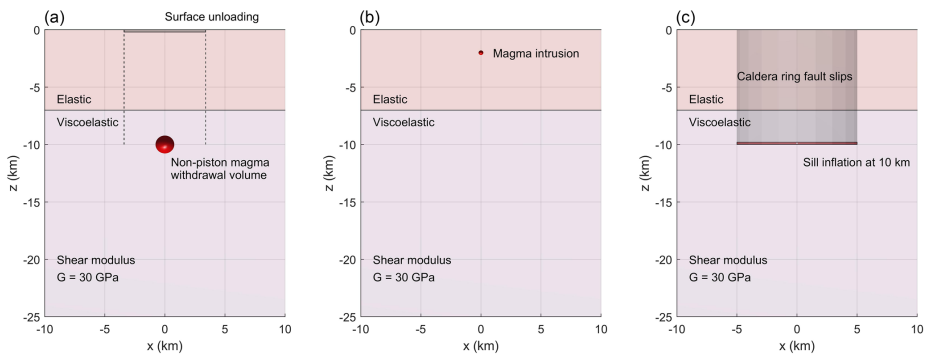 (a)
Surface unloading
0
-5
-10
-15
-20
-25
z (km)
Elastic
Viscoelastic
Non-piston magma
withdrawal volume
Shear modulus
G = 30 GPa
-10 -5 0 5 10
x (km)
(b)
0
-5
-10
-15
-20
-25
z (km)
Magma intrusion
Elastic
Viscoelastic
Shear modulus
G = 30 GPa
-10 -5 0 5 10
x (km)
(c)
0
-5
-10
-15
-20
-25
z (km)
Caldera ring fault slips
Elastic
Viscoelastic
Sill inflation at 10 km
Shear modulus
G = 30 GPa
-10 -5 0 5 10
x (km)